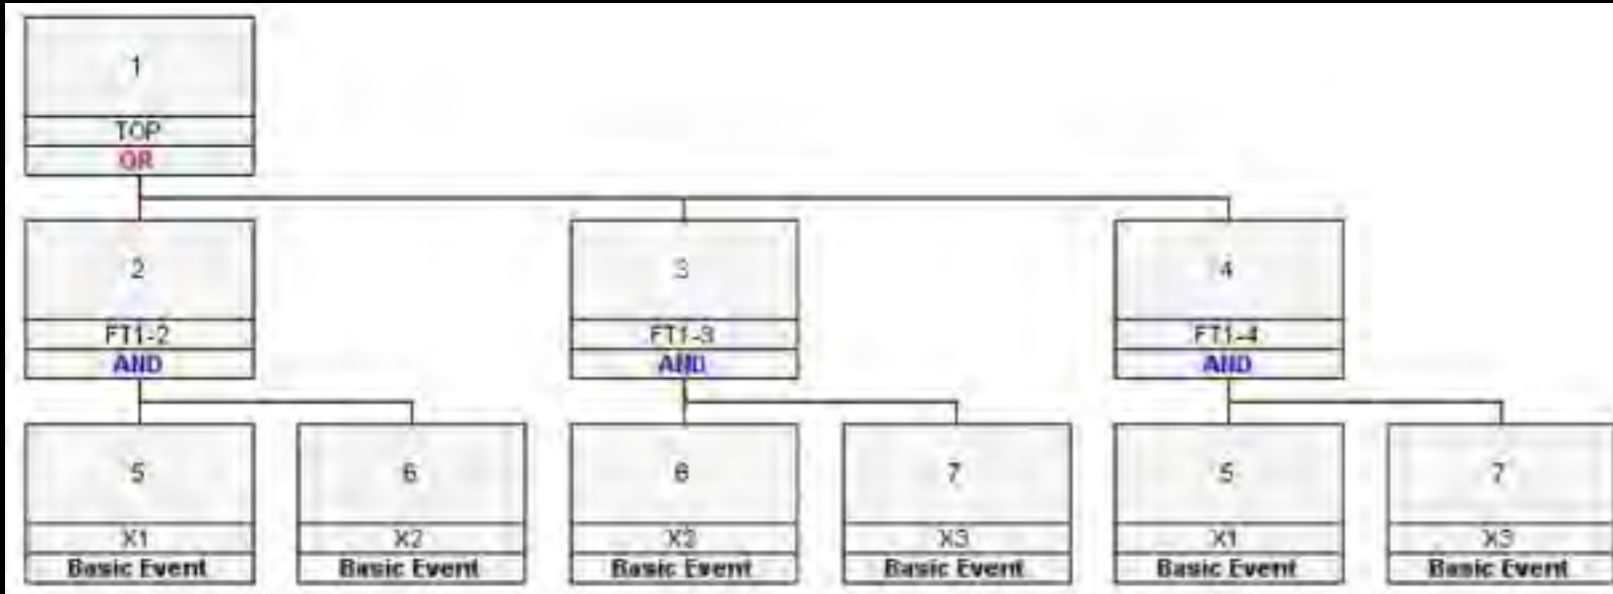 1
TOP
OR
2 3 4
FT1-2 FT1-3 FT1-4
AND AND AND
5 6 6 7 5 7
X1 X2 X2 X3 X1 X3
Basic Event Basic Event Basic Event Basic Event Basic Event Basic Event